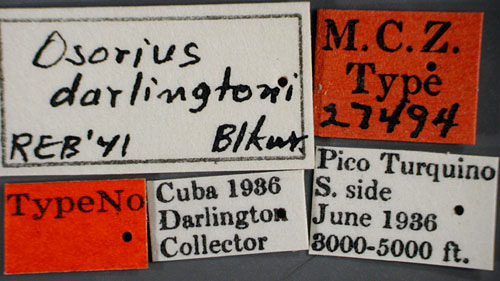 Osorius
darlingtoni
REB '41 Blkwr
M.C.Z.
Type
27494
TypeNo
Cuba 1936
Darlington
Collector
Pico Turquino
S. side
June 1936
3000-5000 ft.